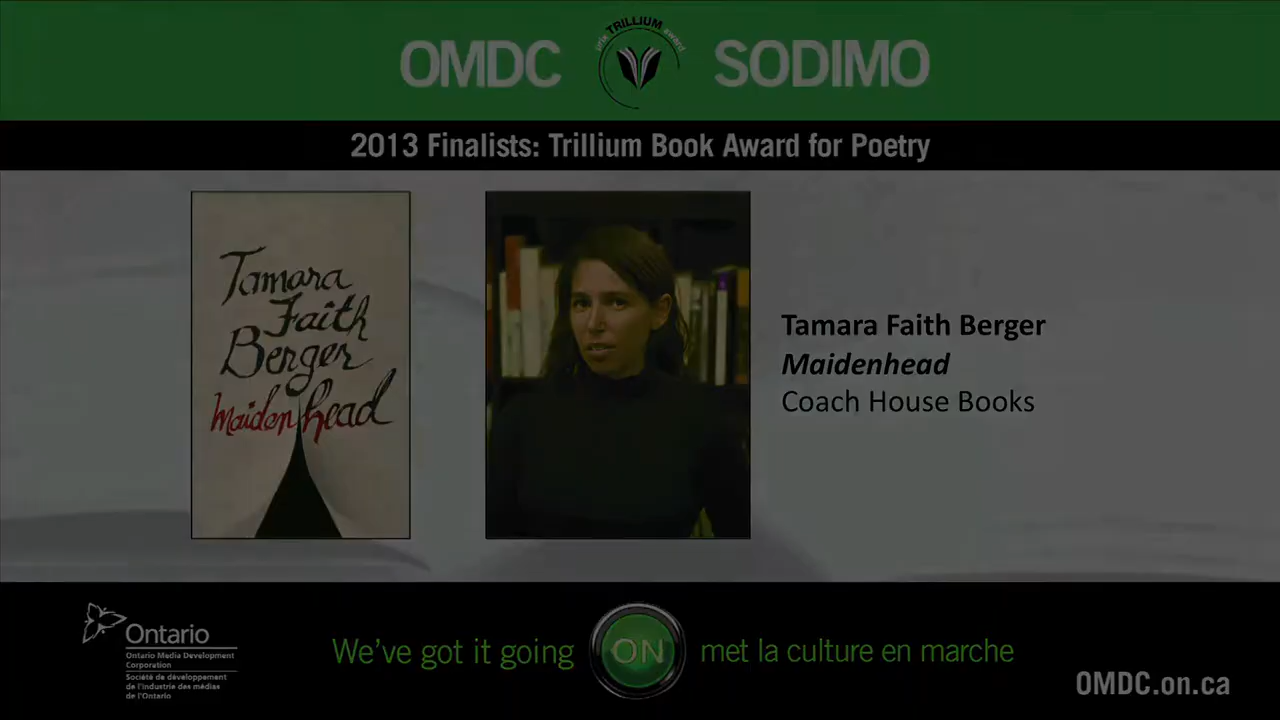 OMDC
prix TRILLIUM award
SODIMO
2013 Finalists: Trillium Book Award for Poetry
Tamara
Faith
Berger
Maidenhead
Tamara Faith Berger
Maidenhead
Coach House Books
Ontario
Ontario Media Development
Corporation
Société de développement
de l'industrie des médias
de l'Ontario
We've got it going
ON
met la culture en marche
OMDC.on.ca